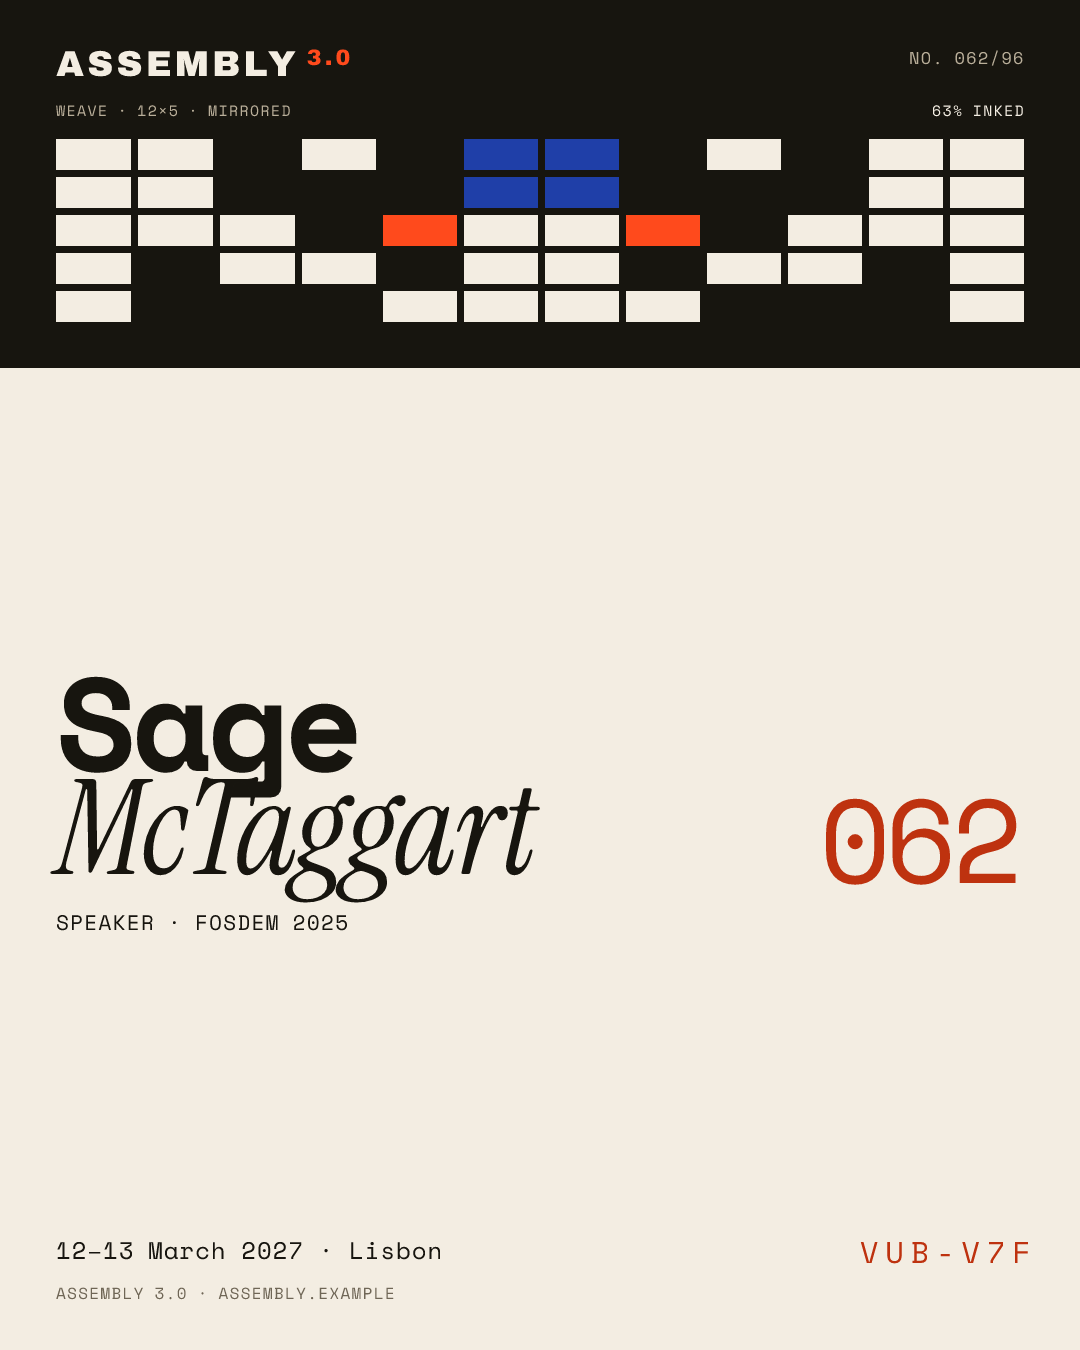 ASSEMBLY 3.0
NO. 062/96
WEAVE · 12×5 · MIRRORED
63% INKED
Sage
McTaggart
062
SPEAKER · FOSDEM 2025
12–13 March 2027 · Lisbon
VUB-V7F
ASSEMBLY 3.0 · ASSEMBLY.EXAMPLE